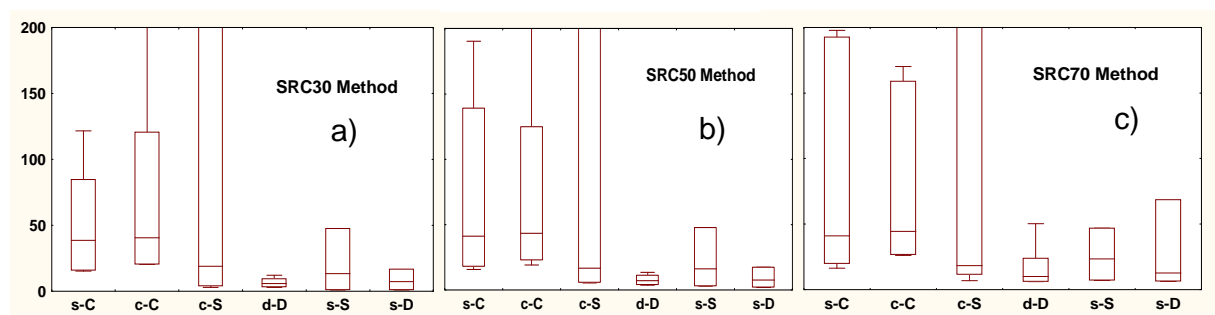 200
150
100
50
0
SRC30 Method
a)
s-C c-C c-S d-D s-S s-D
SRC50 Method
b)
s-C c-C c-S d-D s-S s-D
SRC70 Method
c)
s-C c-C c-S d-D s-S s-D